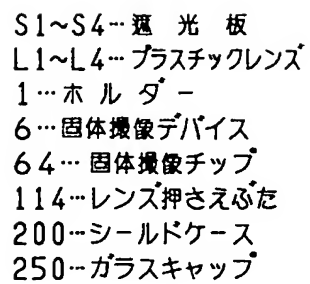 S1~S4…遮 光 板
L1~L4…プラスチックレンズ
1…ホ ル ダ ー
6…固体撮像デバイス
64…固体撮像チップ
114…レンズ押さえぶた
200…シールドケース
250…ガラスキャップ